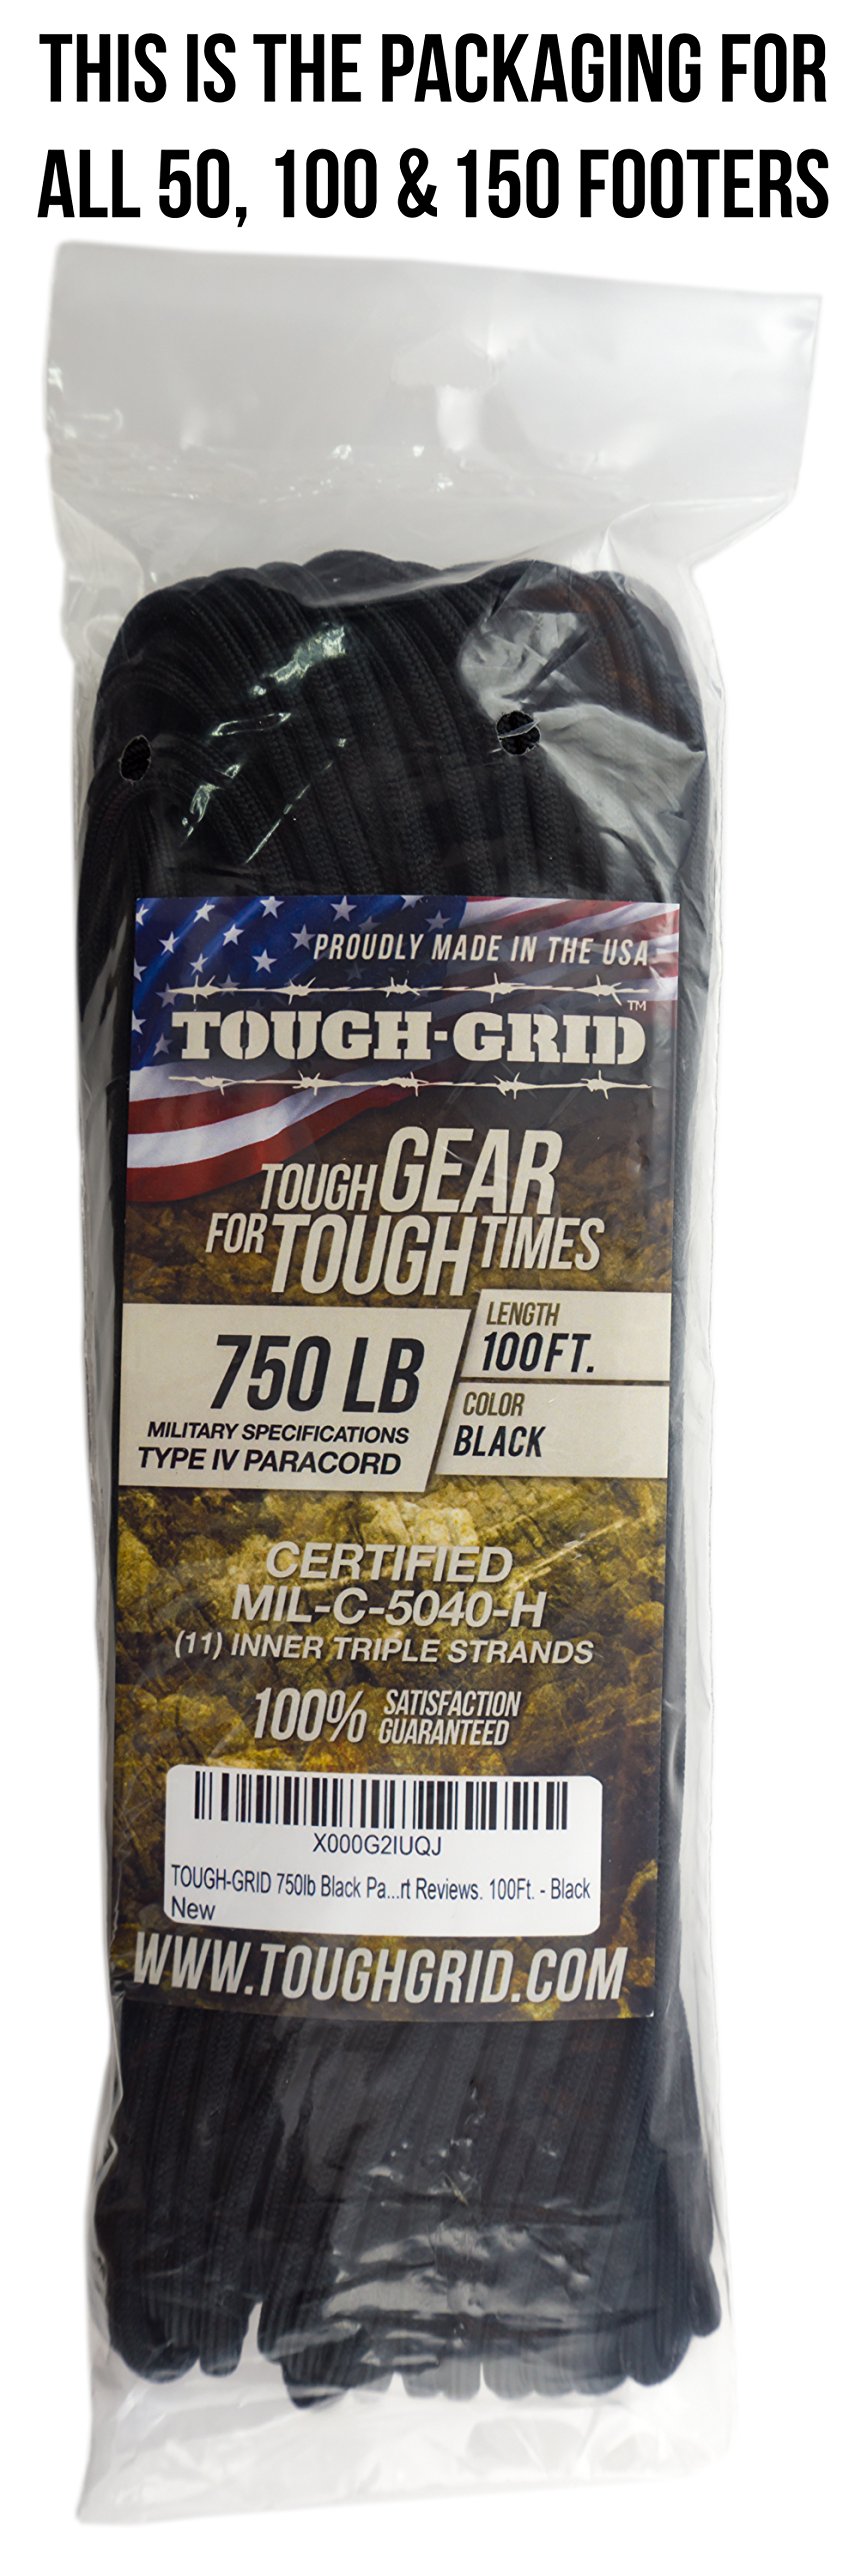 THIS IS THE PACKAGING FOR
ALL 50, 100 & 150 FOOTERS
PROUDLY MADE IN THE USA
TOUGH-GRID™
TOUGH GEAR
FOR TOUGH TIMES
750 LB
MILITARY SPECIFICATIONS
TYPE IV PARACORD
LENGTH
100FT.
COLOR
BLACK
CERTIFIED
MIL-C-5040-H
(11) INNER TRIPLE STRANDS
100% SATISFACTION
GUARANTEED
X000G2IUQJ
TOUGH-GRID 750lb Black Pa...rt Reviews. 100Ft. - Black
New
WWW.TOUGHGRID.COM